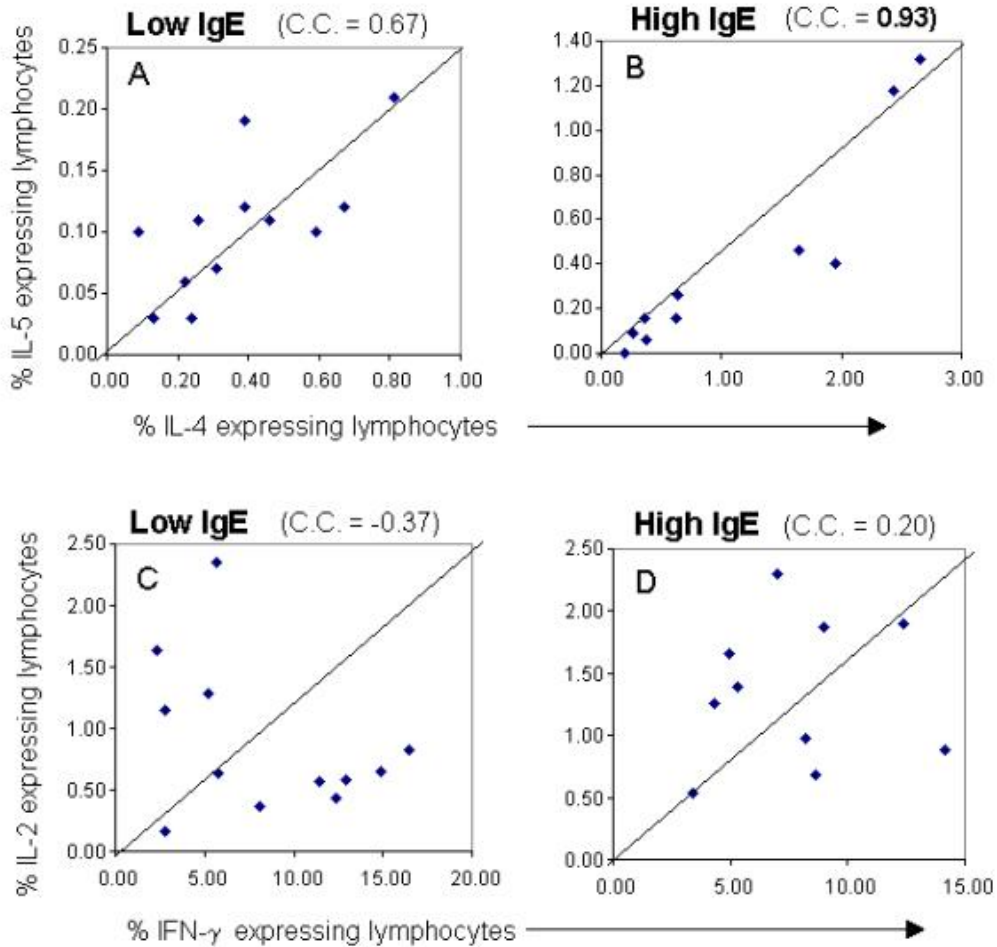 Low IgE (C.C. = 0.67)
High IgE (C.C. = 0.93)
% IL-5 expressing lymphocytes
A
0.25
0.20
0.15
0.10
0.05
0.00
0.00 0.20 0.40 0.60 0.80 1.00
B
1.40
1.20
1.00
0.80
0.60
0.40
0.20
0.00
0.00 1.00 2.00 3.00
% IL-4 expressing lymphocytes
Low IgE (C.C. = -0.37)
High IgE (C.C. = 0.20)
% IL-2 expressing lymphocytes
C
2.50
2.00
1.50
1.00
0.50
0.00
0.00 5.00 10.00 15.00 20.00
D
2.50
2.00
1.50
1.00
0.50
0.00
0.00 5.00 10.00 15.00
% IFN-γ expressing lymphocytes